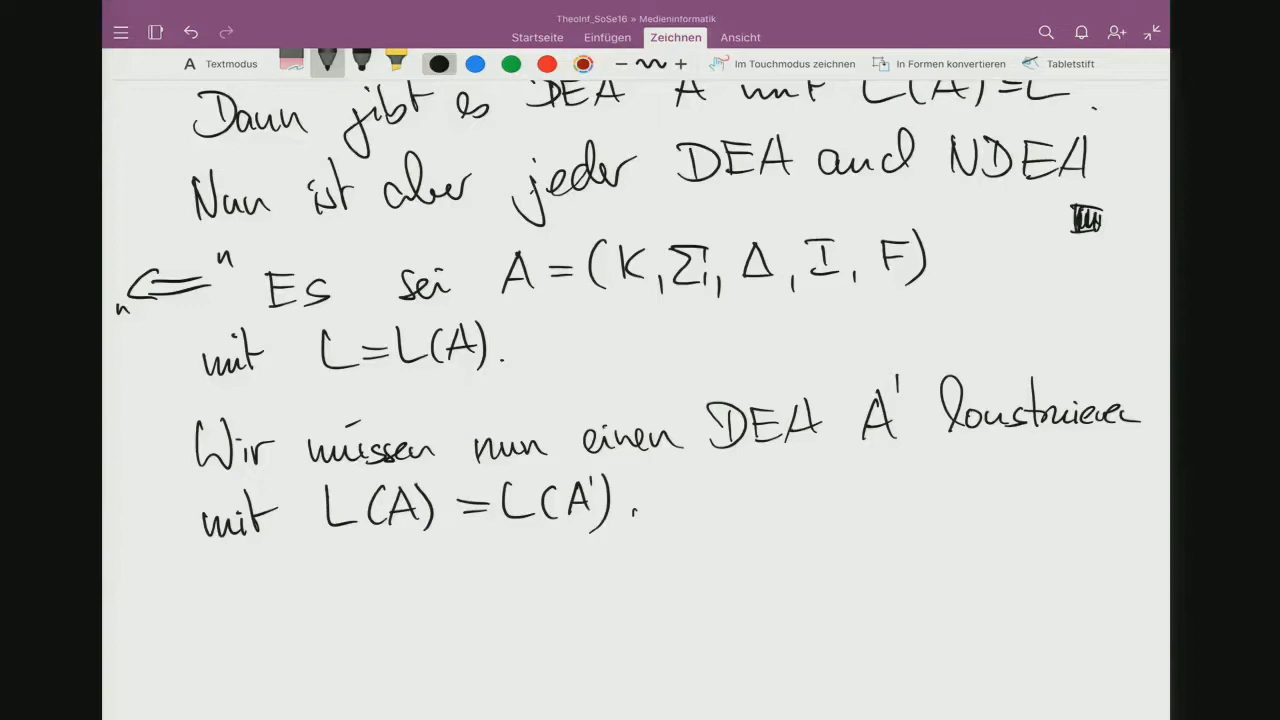 TheoInf_SoSe16 » Medieninformatik
Startseite Einfügen Zeichnen Ansicht
A Textmodus Im Touchmodus zeichnen In Formen konvertieren Tabletstift
Dann gibt es DEA A mit L(A)=L.
Nun ist aber jeder DEA auch NDEA
"⇐" Es sei A=(K,Σ,Δ,I,F)
mit L=L(A).
Wir müssen nun einen DEA A' konstruieren
mit L(A)=L(A').